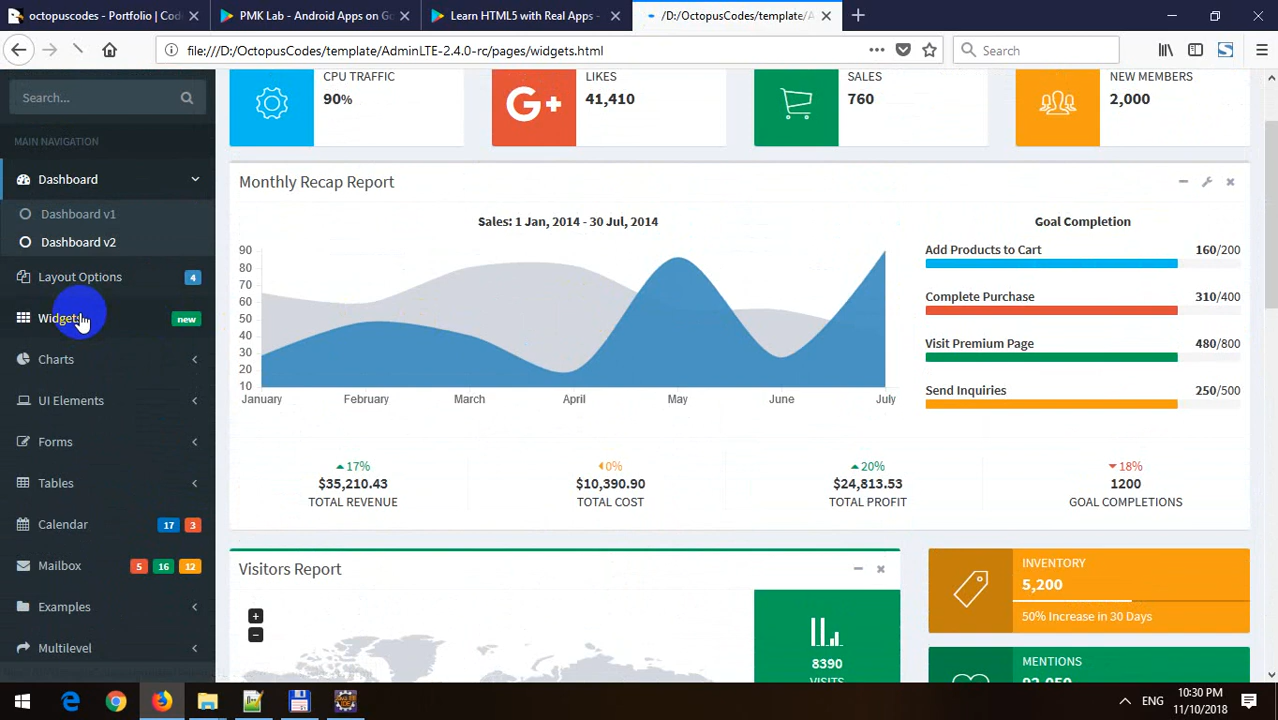 octopuscodes - Portfolio | Cod
PMK Lab - Android Apps on Go
Learn HTML5 with Real Apps -
/D:/OctopusCodes/template/A
file:///D:/OctopusCodes/template/AdminLTE-2.4.0-rc/pages/widgets.html
Search
Search...
MAIN NAVIGATION
Dashboard
Dashboard v1
Dashboard v2
Layout Options 4
Widgets new
Charts
UI Elements
Forms
Tables
Calendar 17 3
Mailbox 5 16 12
Examples
Multilevel
CPU TRAFFIC
90%
G+
LIKES
41,410
SALES
760
NEW MEMBERS
2,000
Monthly Recap Report
Sales: 1 Jan, 2014 - 30 Jul, 2014
90
80
70
60
50
40
30
20
10
January February March April May June July
Goal Completion
Add Products to Cart 160/200
Complete Purchase 310/400
Visit Premium Page 480/800
Send Inquiries 250/500
17%
$35,210.43
TOTAL REVENUE
0%
$10,390.90
TOTAL COST
20%
$24,813.53
TOTAL PROFIT
18%
1200
GOAL COMPLETIONS
Visitors Report
+
−
8390
VISITS
INVENTORY
5,200
50% Increase in 30 Days
MENTIONS
92,050
ENG
10:30 PM
11/10/2018